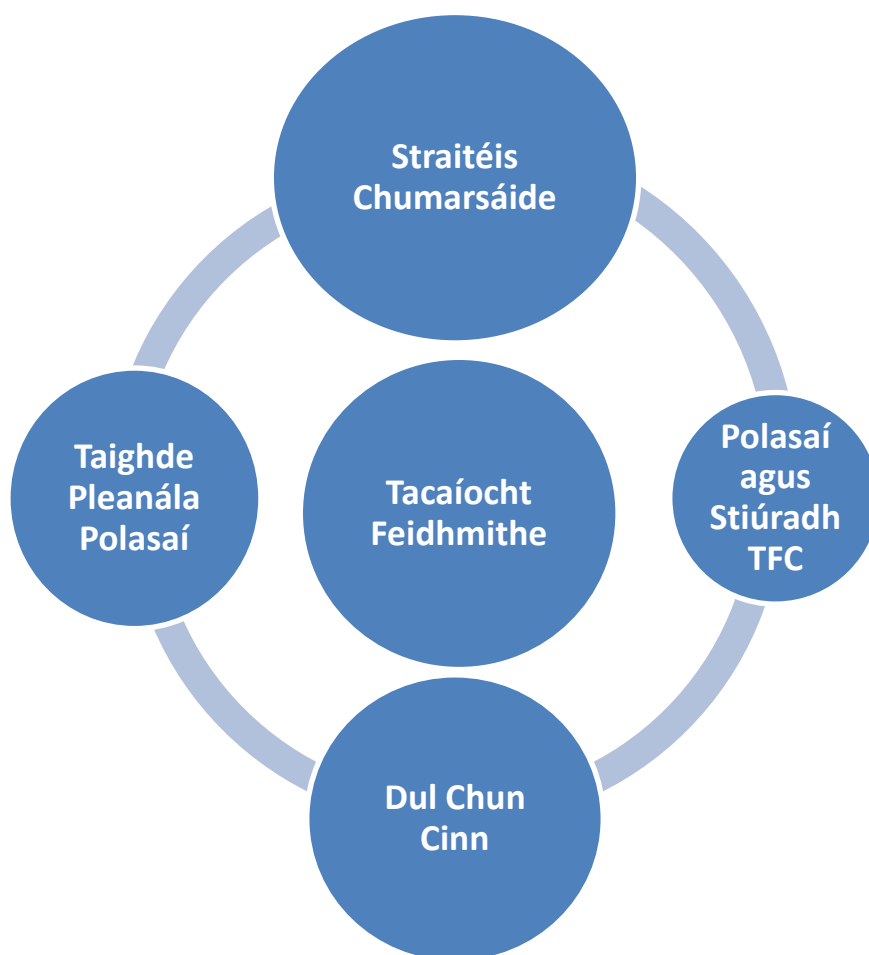 Straitéis
Chumarsáide
Taighde
Pleanála
Polasaí
Tacaíocht
Feidhmithe
Polasaí
agus
Stiúradh
TFC
Dul Chun
Cinn